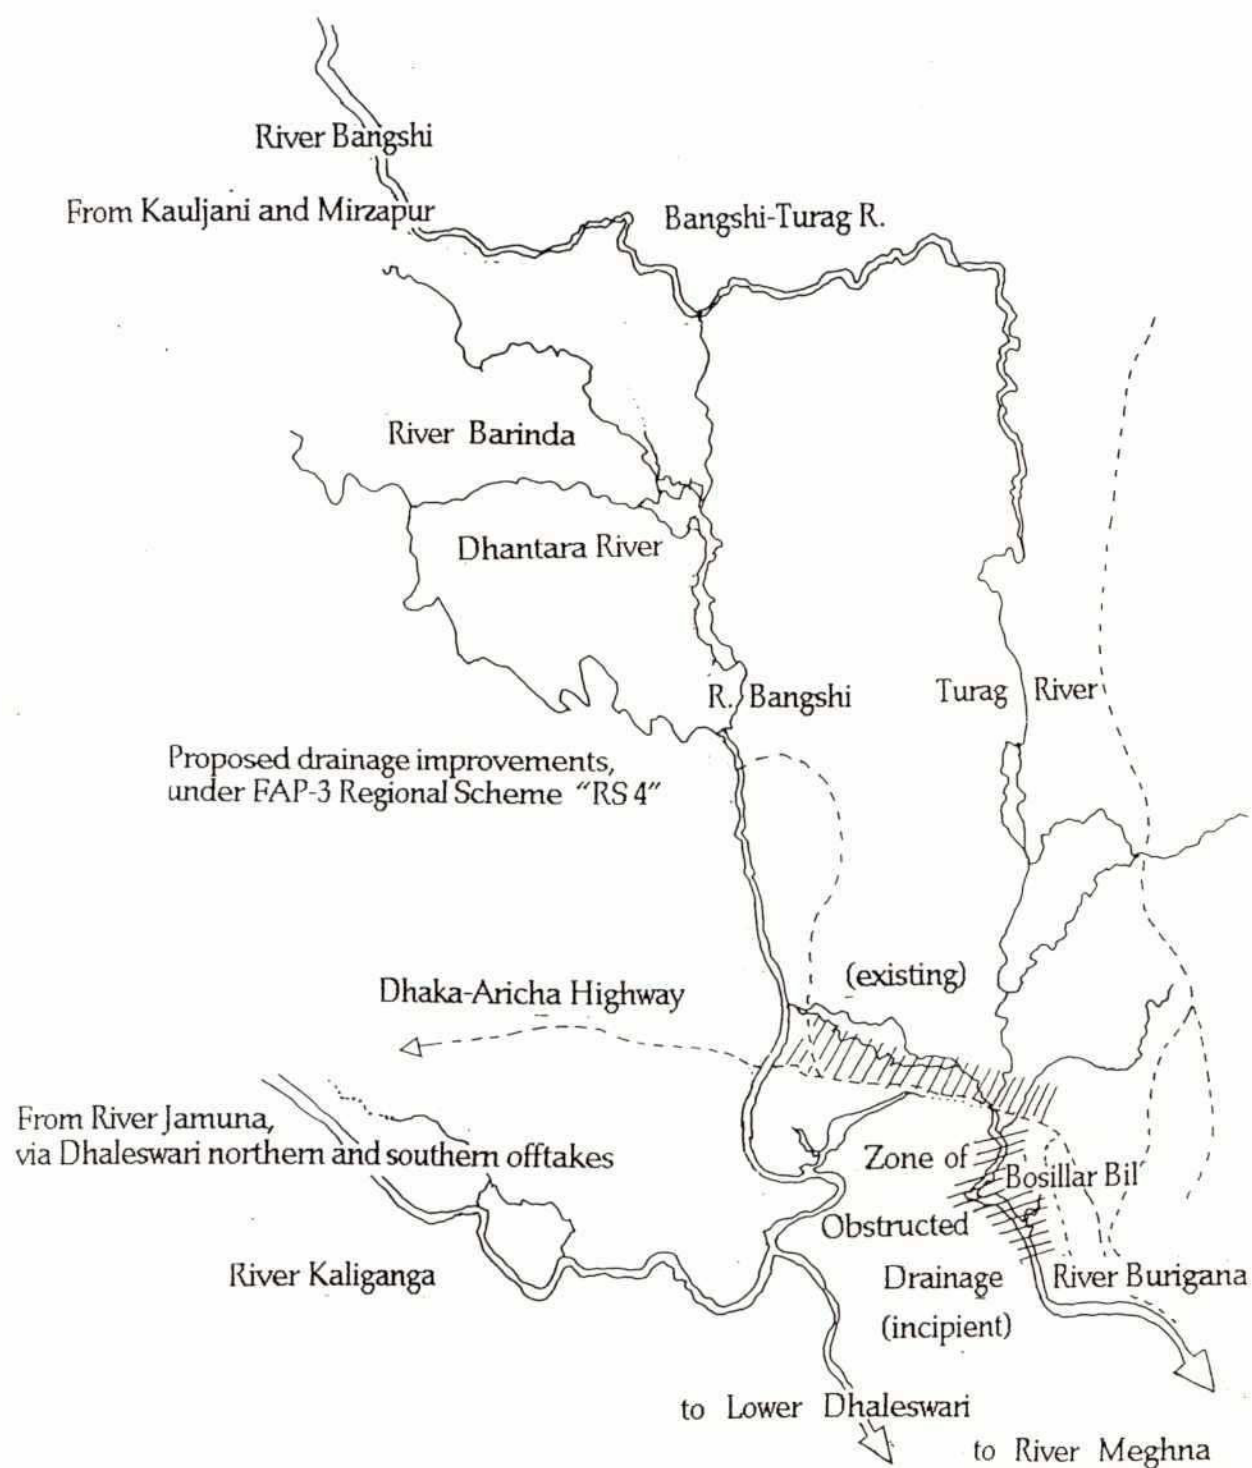 River Bangshi
From Kauljani and Mirzapur
Bangshi-Turag R.
River Barinda
Dhantara River
R. Bangshi
Turag River
Proposed drainage improvements,
under FAP-3 Regional Scheme “RS 4”
(existing)
Dhaka-Aricha Highway
From River Jamuna,
via Dhaleswari northern and southern offtakes
Zone of
Bosillar Bil
Obstructed
River Kaliganga
Drainage
River Burigana
(incipient)
to Lower Dhaleswari
to River Meghna